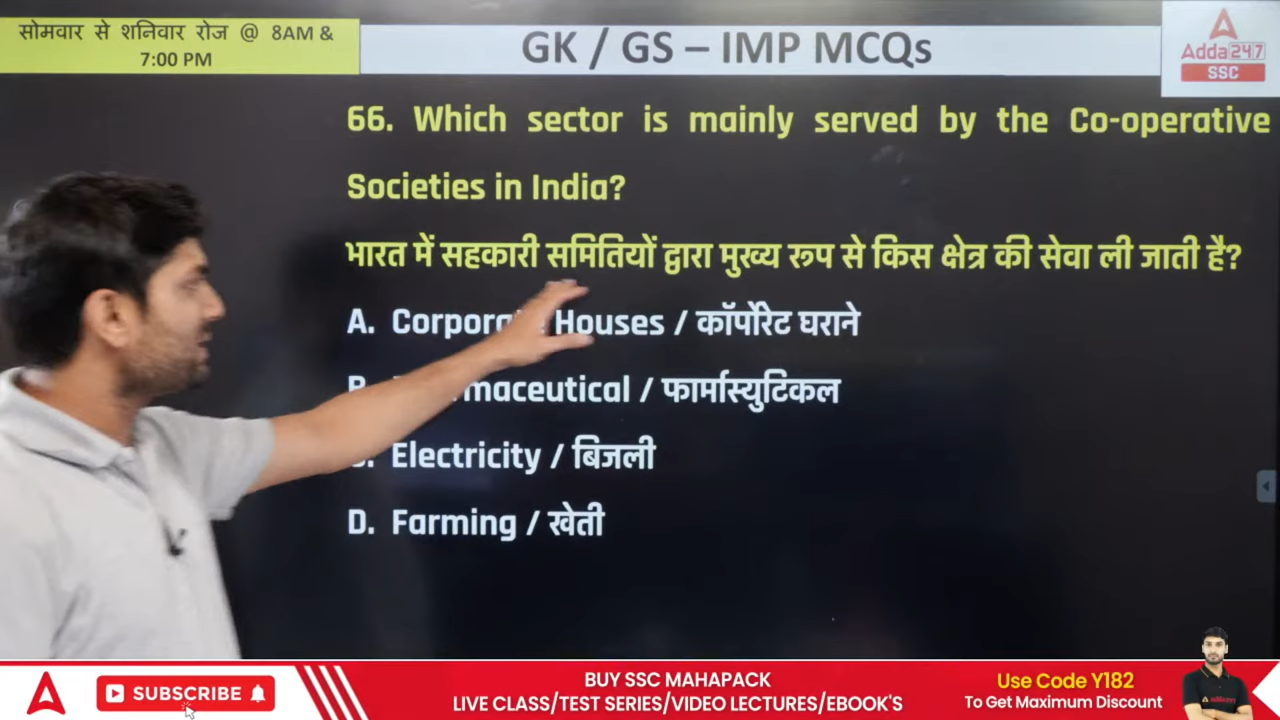 सोमवार से शनिवार रोज @ 8AM &
7:00 PM
GK / GS – IMP MCQs
Adda247
SSC
66. Which sector is mainly served by the Co-operative
Societies in India?
भारत में सहकारी समितियों द्वारा मुख्य रूप से किस क्षेत्र की सेवा ली जाती है?
A. Houses / कॉर्पोरेट घराने
/ फार्मास्युटिकल
Electricity / बिजली
D. Farming / खेती
SUBSCRIBE
BUY SSC MAHAPACK
LIVE CLASS/TEST SERIES/VIDEO LECTURES/EBOOK'S
Use Code Y182
To Get Maximum Discount